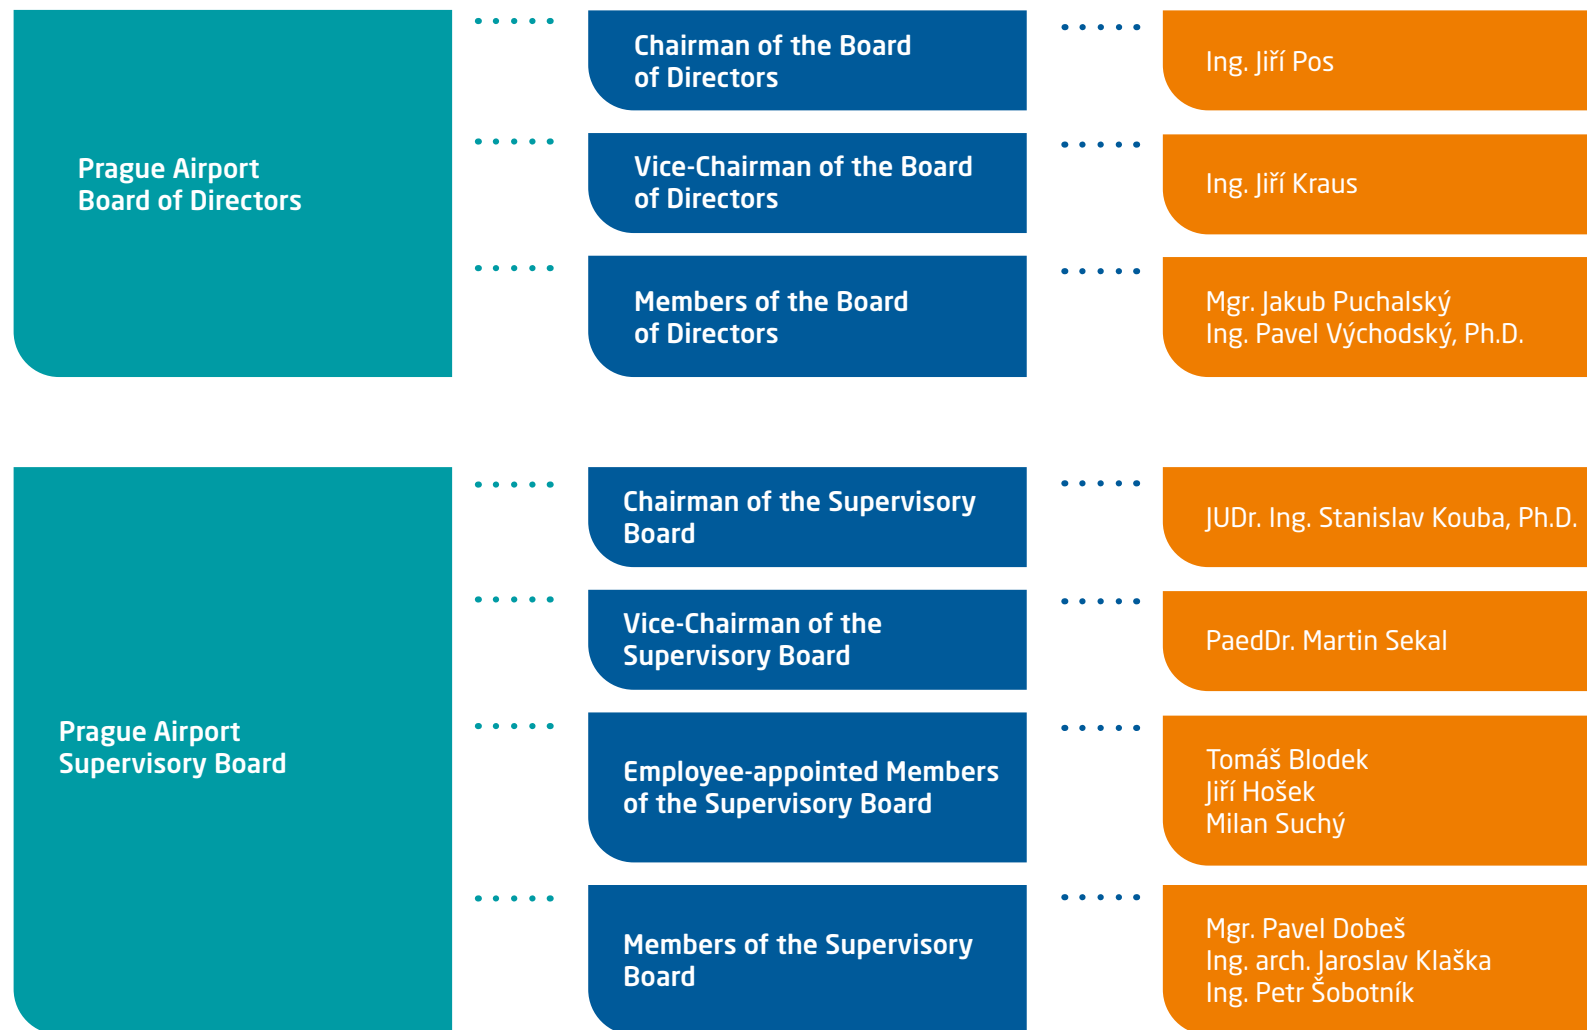 Prague Airport
Board of Directors
Chairman of the Board
of Directors
Ing. Jiří Pos
Vice-Chairman of the Board
of Directors
Ing. Jiří Kraus
Members of the Board
of Directors
Mgr. Jakub Puchalský
Ing. Pavel Východský, Ph.D.
Prague Airport
Supervisory Board
Chairman of the Supervisory
Board
JUDr. Ing. Stanislav Kouba, Ph.D.
Vice-Chairman of the
Supervisory Board
PaedDr. Martin Sekal
Employee-appointed Members
of the Supervisory Board
Tomáš Blodek
Jiří Hošek
Milan Suchý
Members of the Supervisory
Board
Mgr. Pavel Dobeš
Ing. arch. Jaroslav Klaška
Ing. Petr Šobotník